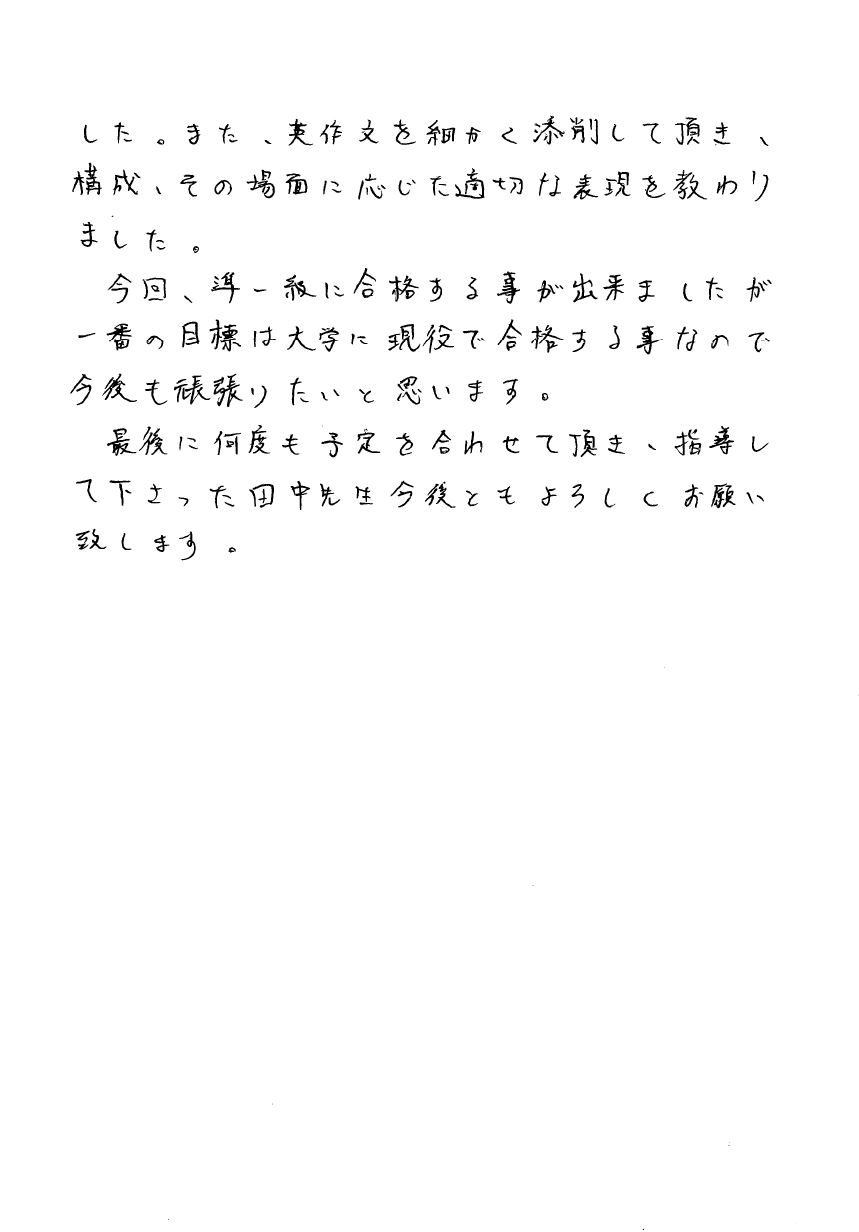 した。また、英作文を細かく添削して頂き、
構成、その場面に応じた適切な表現を教わり
ました。
今回、準一級に合格する事が出来ましたが
一番の目標は大学に現役で合格する事なので
今後も頑張りたいと思います。
最後に何度も予定を合わせて頂き、指導し
て下さった田中先生今後ともよろしくお願い
致します。